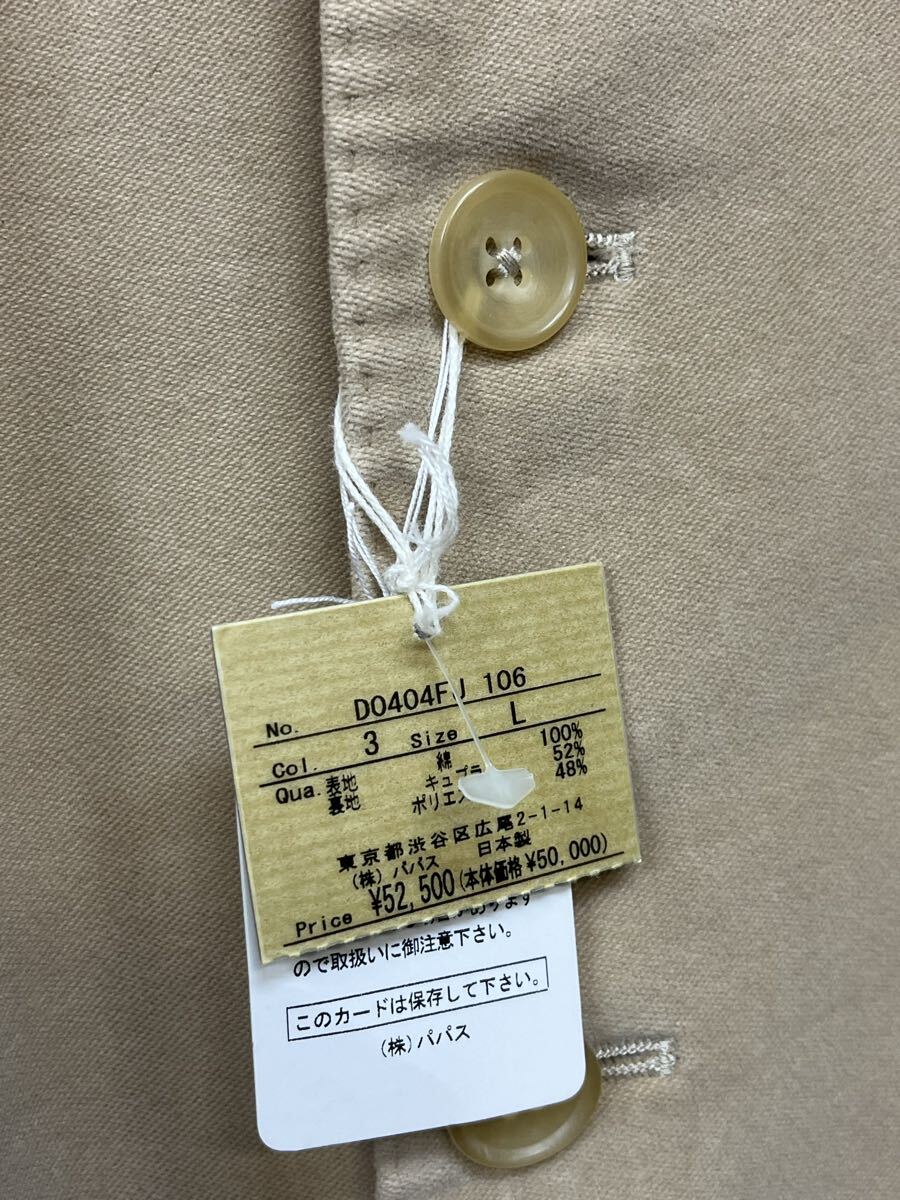 No. D0404FJ 106
Col. 3 Size L
Qua. 表地 綿 100%
裏地 キュプラ 52%
ポリエス 48%
東京都渋谷区広尾2-1-14
(株)パパス 日本製
Price ¥52,500(本体価格¥50,000)
ので取扱いに御注意下さい。
このカードは保存して下さい。
(株)パパス